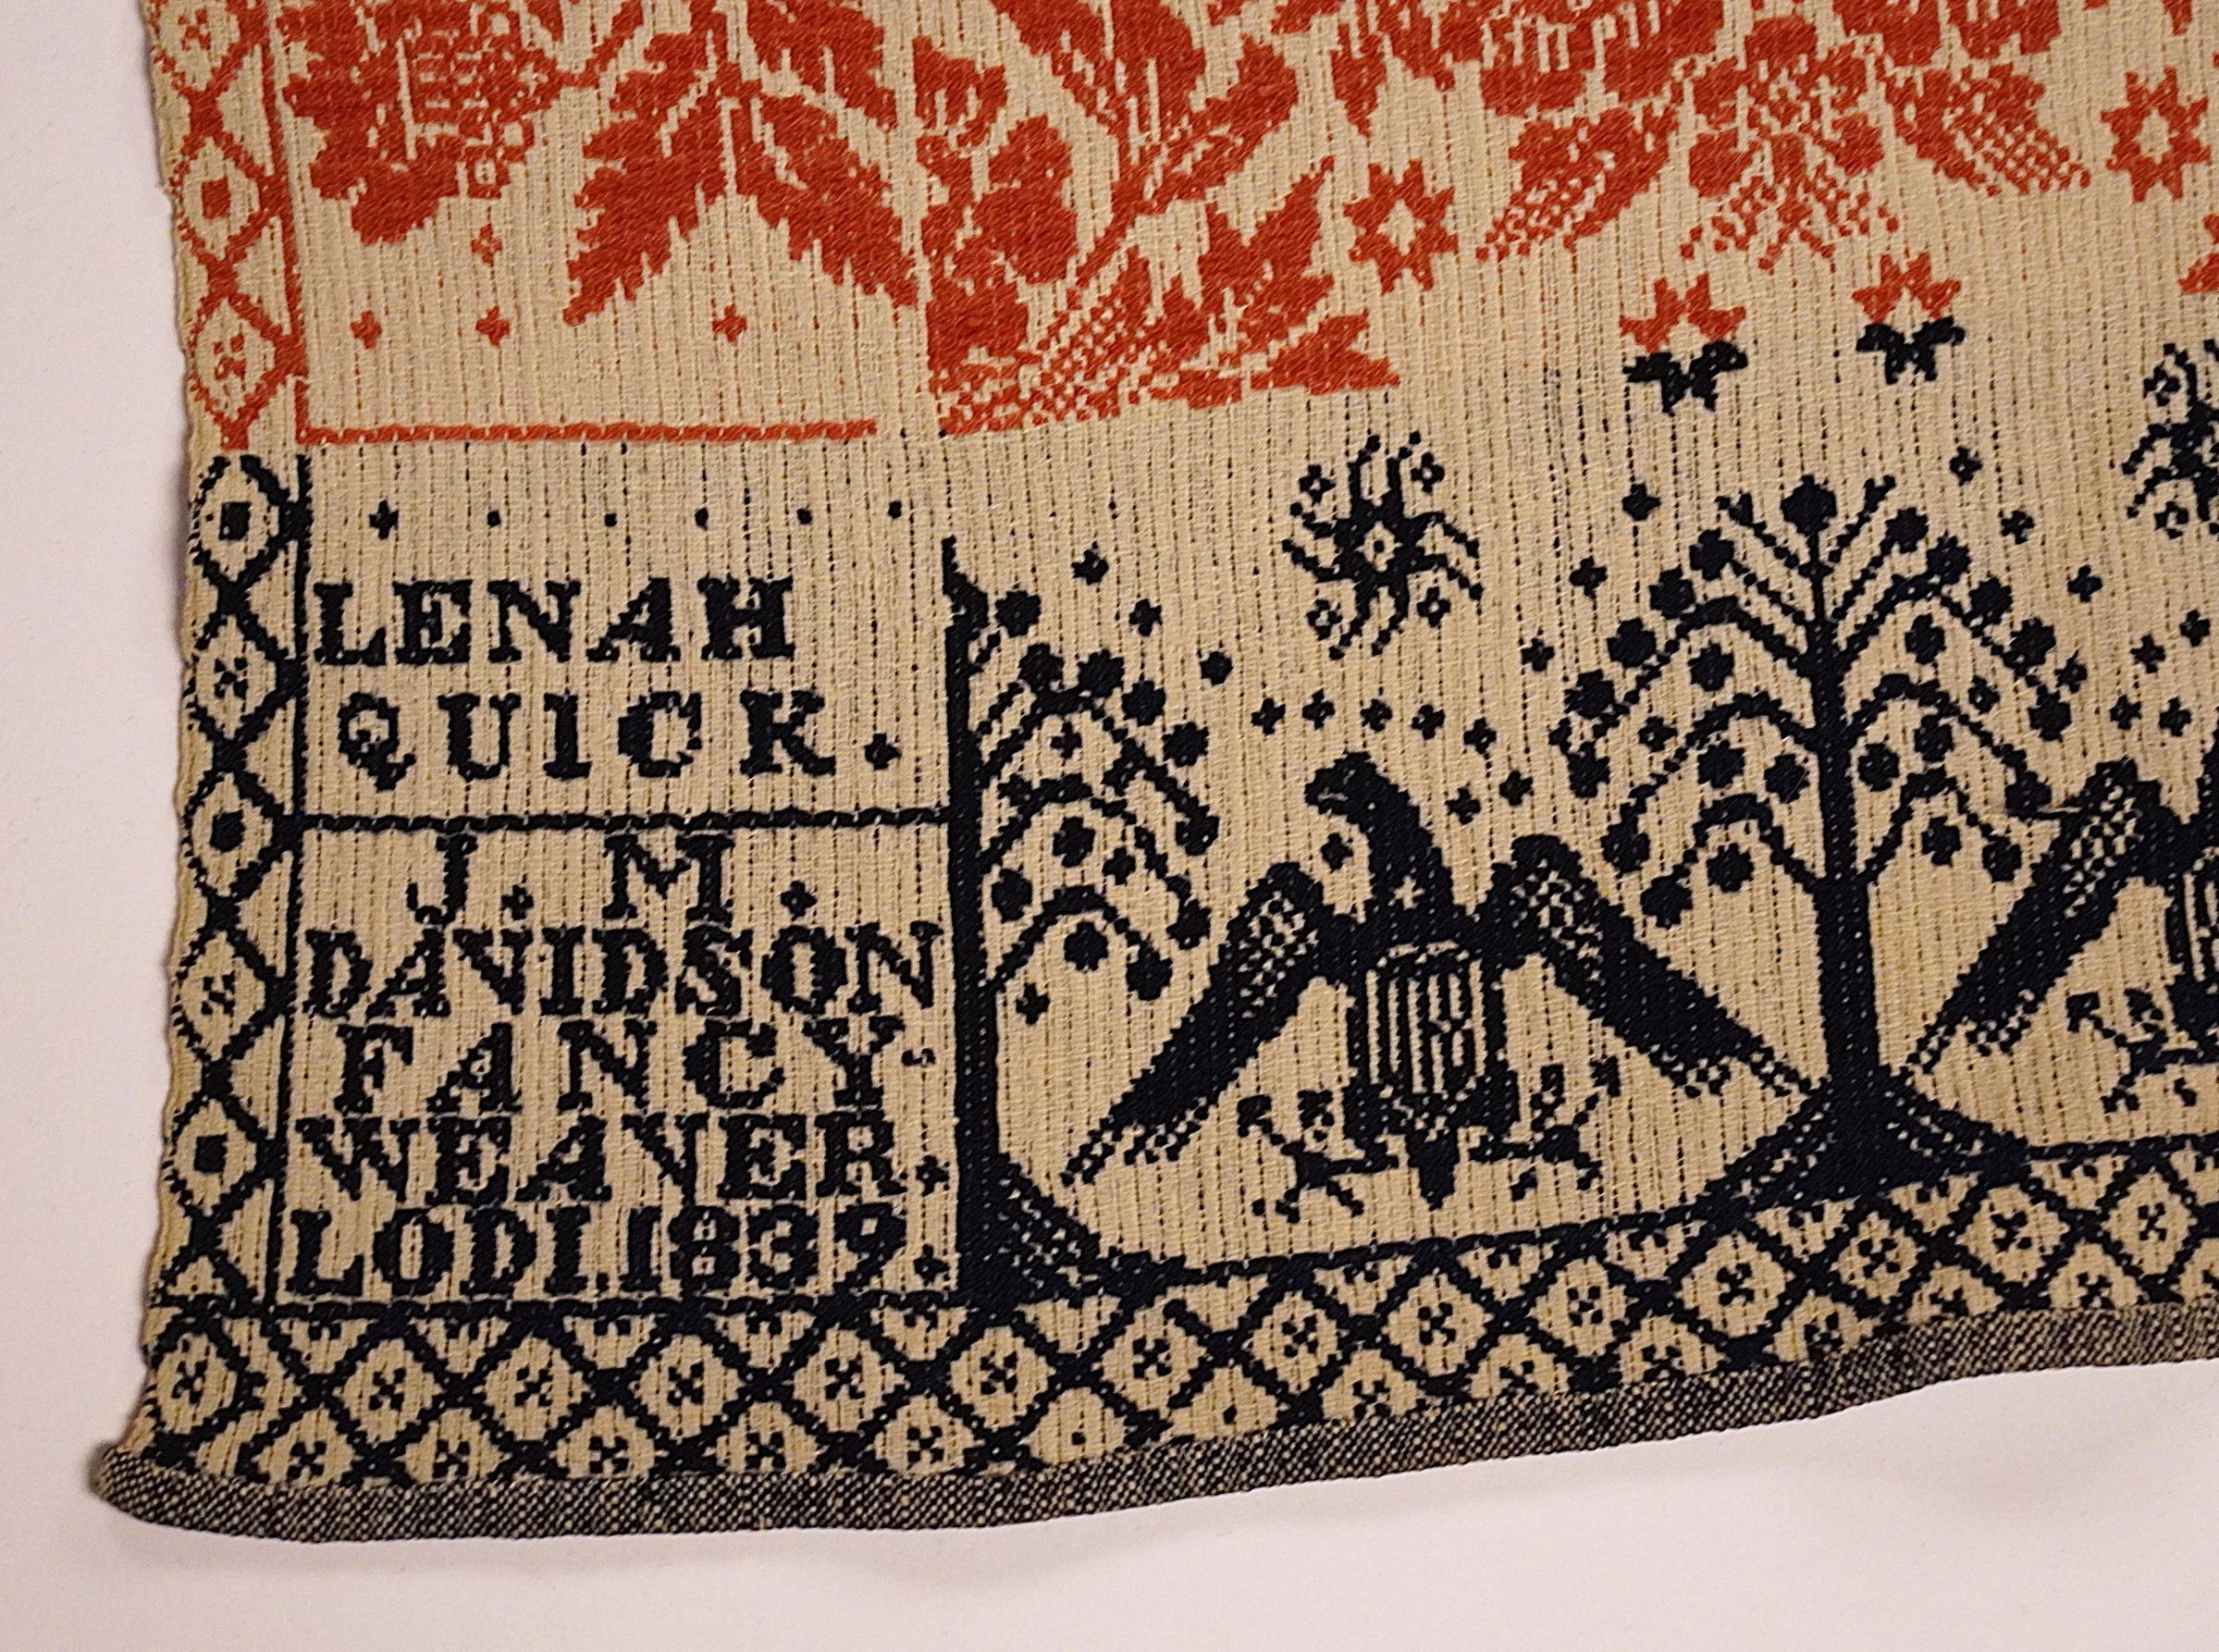 LENAH
QUICK.
J. M.
DAVIDSON
FANCY
WEAVER.
LODI.1839.